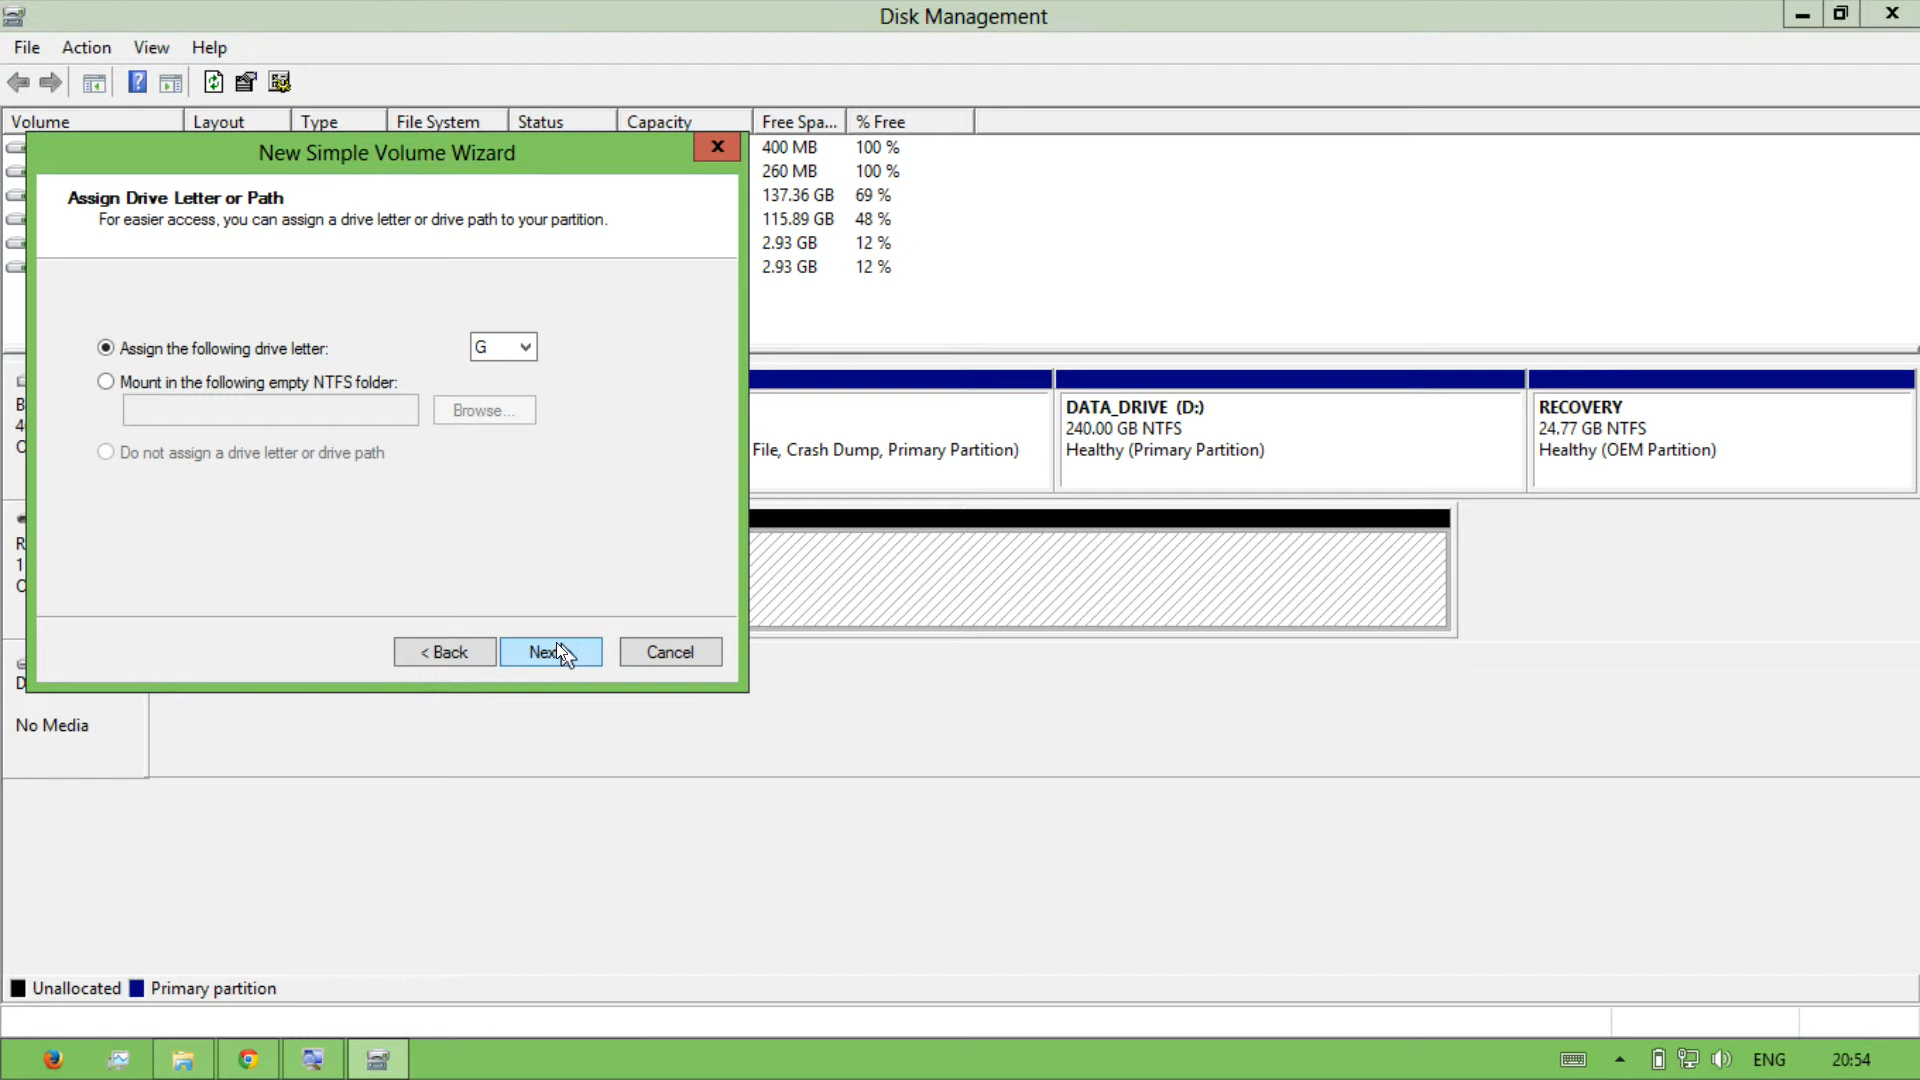 Disk Management
File Action View Help
Volume Layout Type File System Status Capacity Free Spa... % Free
400 MB 100 %
260 MB 100 %
137.36 GB 69 %
115.89 GB 48 %
2.93 GB 12 %
2.93 GB 12 %
New Simple Volume Wizard
Assign Drive Letter or Path
For easier access, you can assign a drive letter or drive path to your partition.
Assign the following drive letter: G
Mount in the following empty NTFS folder:
Browse...
Do not assign a drive letter or drive path
< Back Next Cancel
File, Crash Dump, Primary Partition)
DATA_DRIVE (D:)
240.00 GB NTFS
Healthy (Primary Partition)
RECOVERY
24.77 GB NTFS
Healthy (OEM Partition)
No Media
Unallocated Primary partition
ENG 20:54